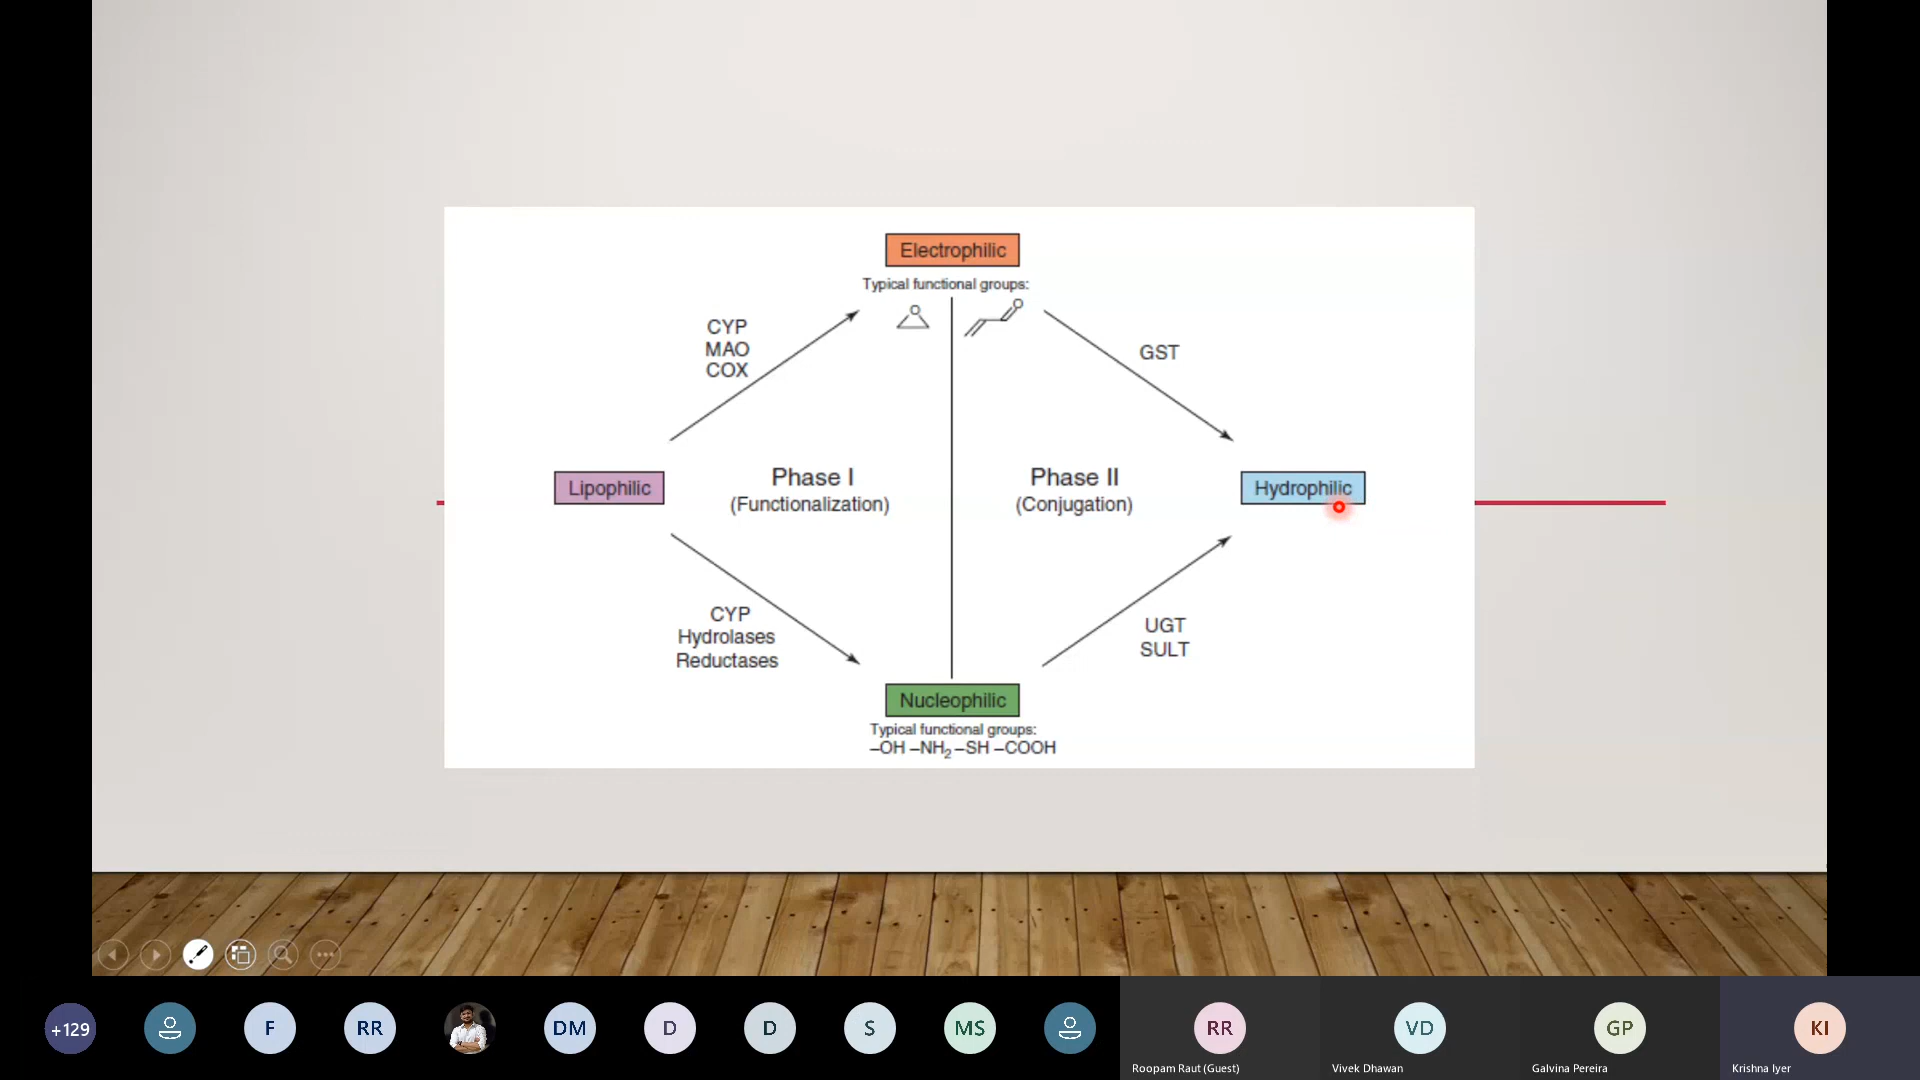 Electrophilic
Typical functional groups:
O
O
CYP
MAO
COX
GST
Lipophilic
Phase I
(Functionalization)
Phase II
(Conjugation)
Hydrophilic
CYP
Hydrolases
Reductases
UGT
SULT
Nucleophilic
Typical functional groups:
–OH –NH₂ –SH –COOH
+129
F
RR
DM
D
D
S
MS
RR
VD
GP
KI
Roopam Raut (Guest)
Vivek Dhawan
Galvina Pereira
Krishna Iyer